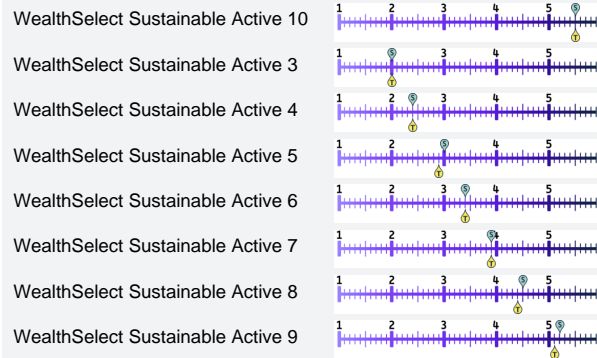 WealthSelect Sustainable Active 10 1 2 3 4 5 S T
WealthSelect Sustainable Active 3 1 2 3 4 5 S T
WealthSelect Sustainable Active 4 1 2 3 4 5 S T
WealthSelect Sustainable Active 5 1 2 3 4 5 S T
WealthSelect Sustainable Active 6 1 2 3 4 5 S T
WealthSelect Sustainable Active 7 1 2 3 4 5 S T
WealthSelect Sustainable Active 8 1 2 3 4 5 S T
WealthSelect Sustainable Active 9 1 2 3 4 5 S T